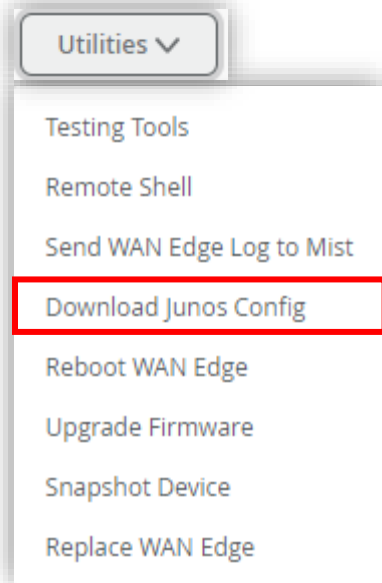 Utilities
Testing Tools
Remote Shell
Send WAN Edge Log to Mist
Download Junos Config
Reboot WAN Edge
Upgrade Firmware
Snapshot Device
Replace WAN Edge